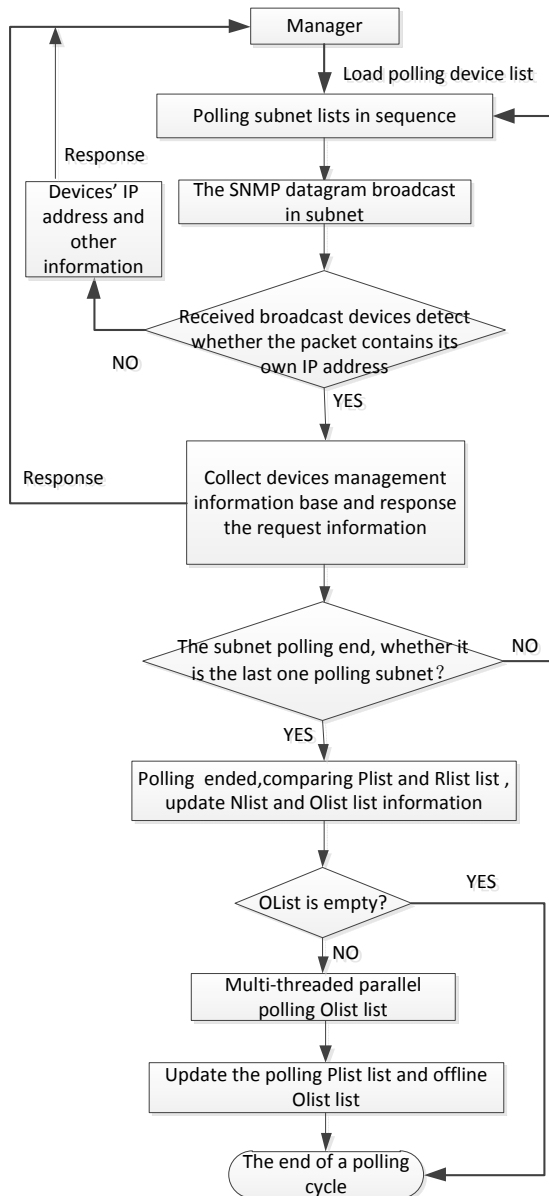 Manager
Load polling device list
Polling subnet lists in sequence
Response
Devices' IP
address and
other
information
The SNMP datagram broadcast
in subnet
Received broadcast devices detect
whether the packet contains its
own IP address
NO
YES
Response
Collect devices management
information base and response
the request information
The subnet polling end, whether it
is the last one polling subnet？
NO
YES
Polling ended,comparing Plist and Rlist list ,
update Nlist and Olist list information
OList is empty?
YES
NO
Multi-threaded parallel
polling Olist list
Update the polling Plist list and offline
Olist list
The end of a polling
cycle